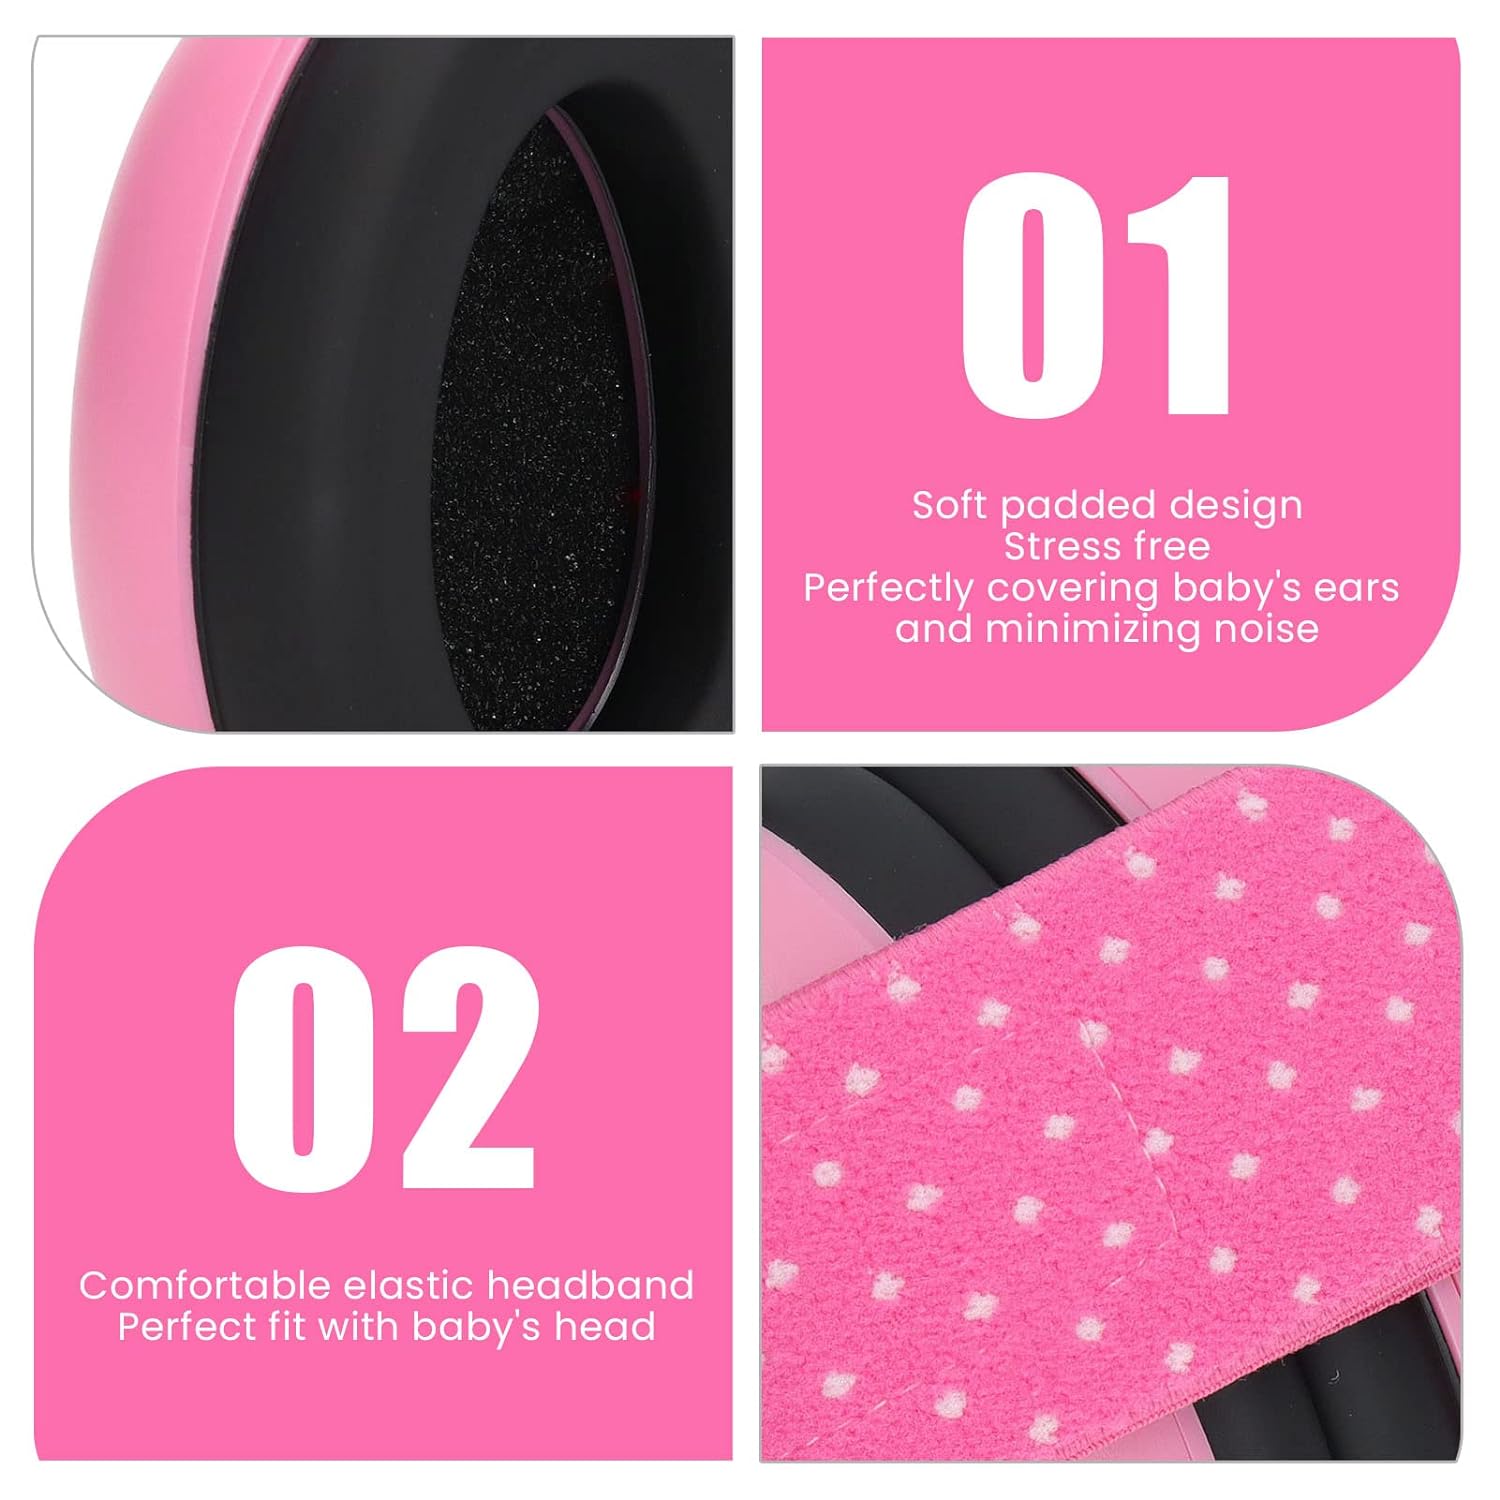 01
Soft padded design
Stress free
Perfectly covering baby's ears
and minimizing noise
02
Comfortable elastic headband
Perfect fit with baby's head